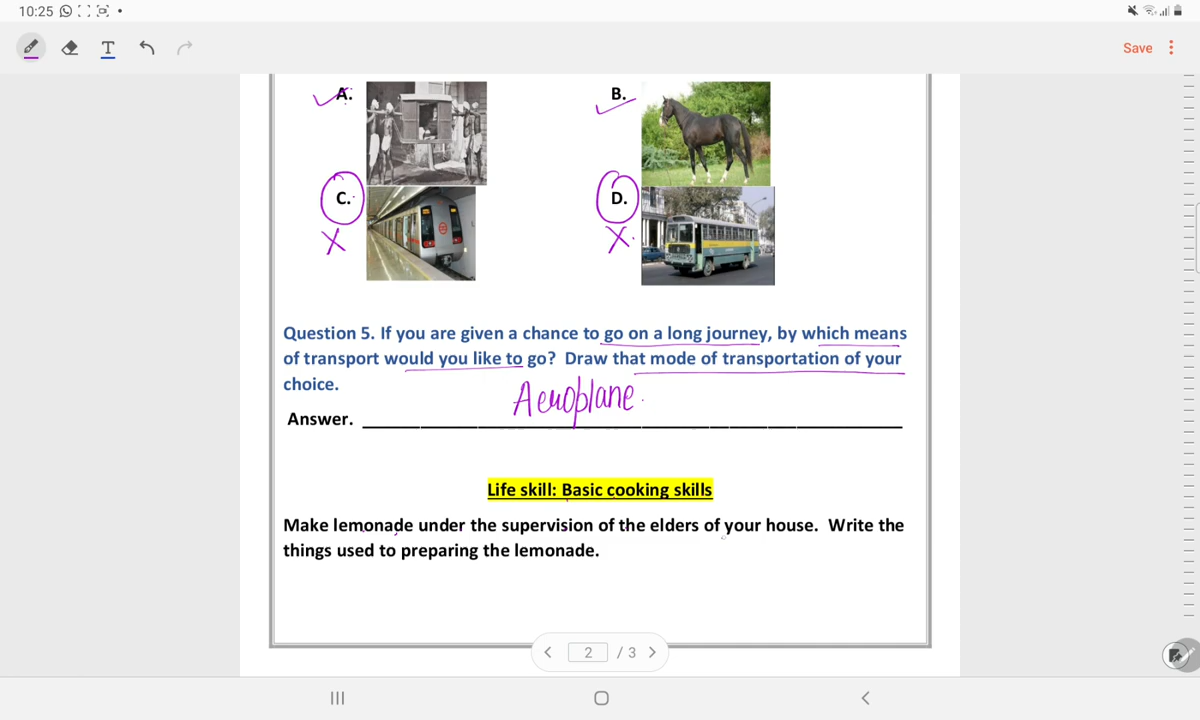 10:25
Save
A.
B.
C.
D.
Question 5. If you are given a chance to go on a long journey, by which means
of transport would you like to go? Draw that mode of transportation of your
choice.
Aeroplane.
Answer.
Life skill: Basic cooking skills
Make lemonade under the supervision of the elders of your house. Write the
things used to preparing the lemonade.
2 / 3